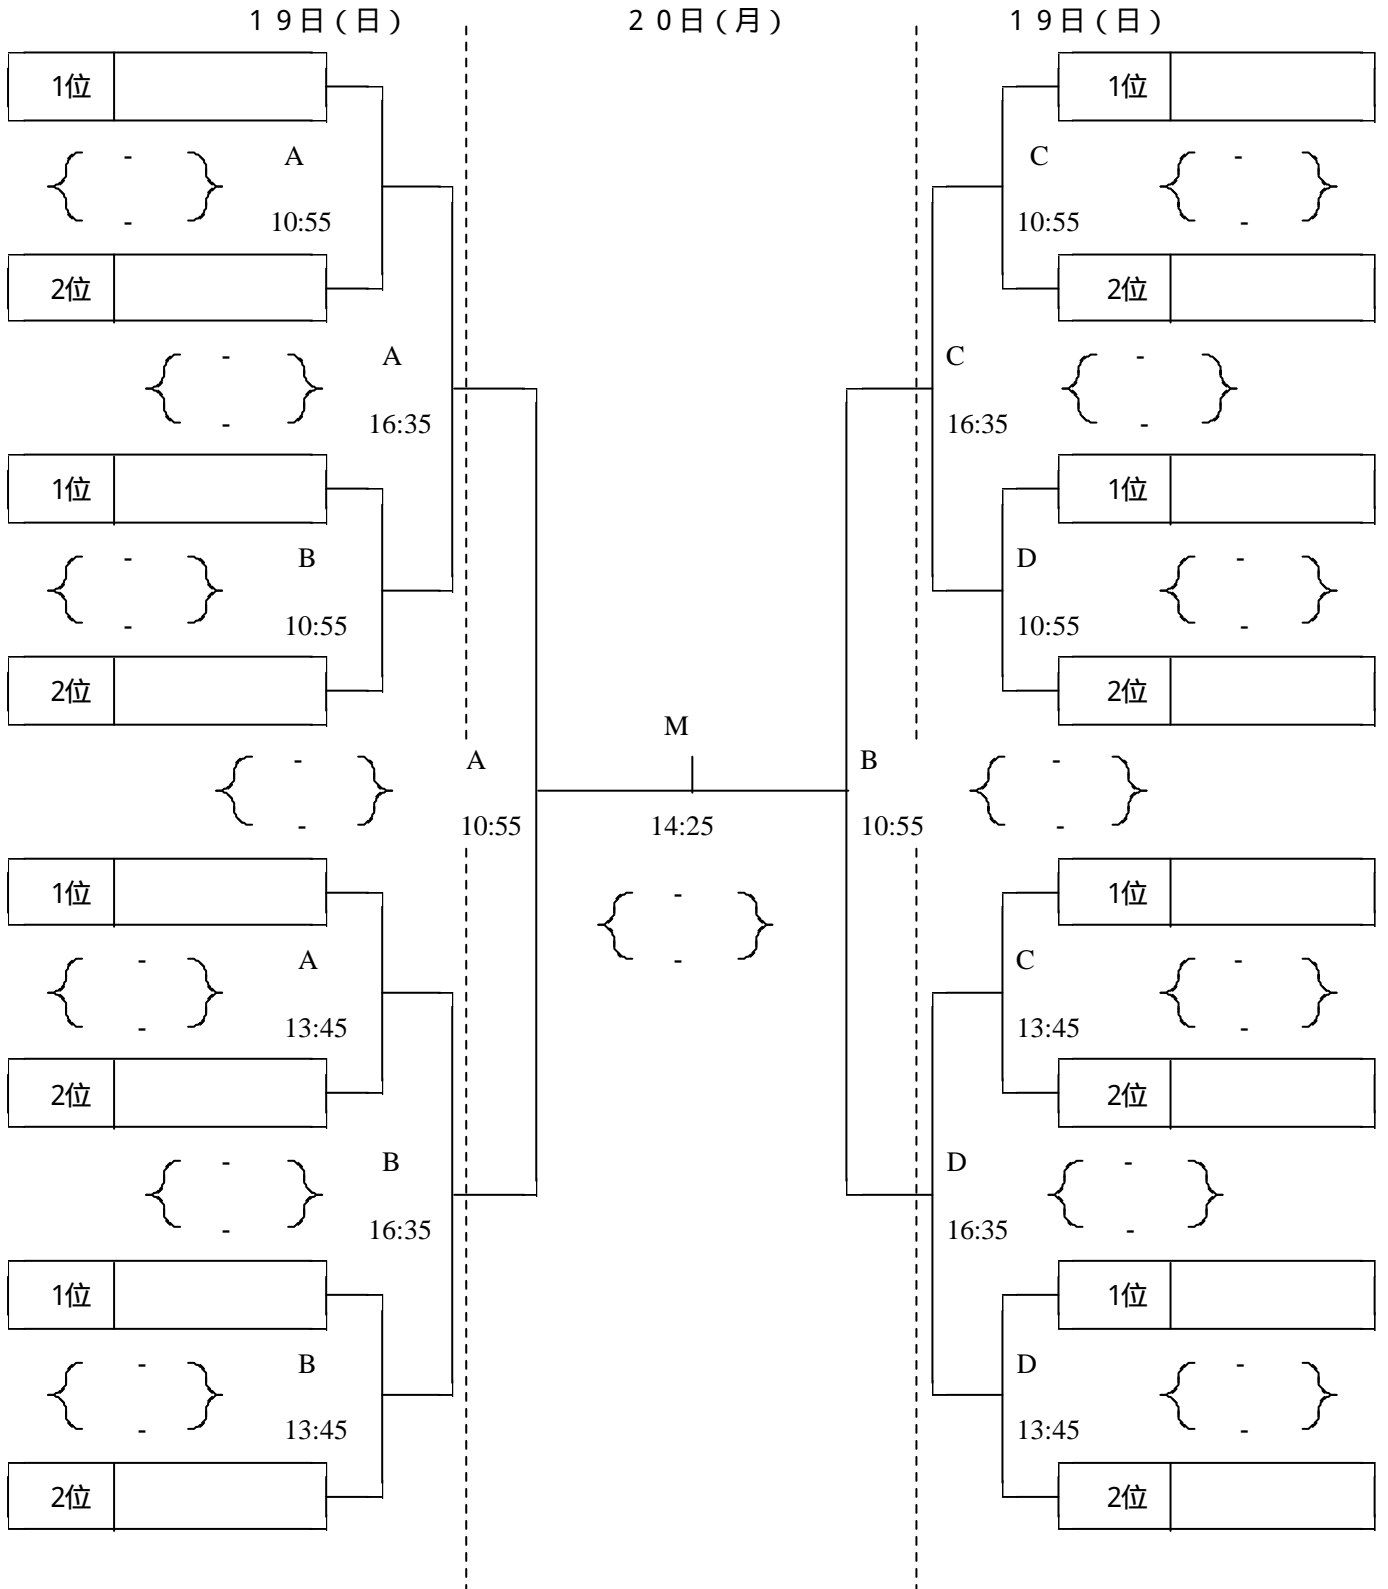 １９日（日） ２０日（月） １９日（日）
1位 1位
- A C -
- 10:55 10:55 -
2位 2位
- A C -
- 16:35 16:35 -
1位 1位
- B D -
- 10:55 10:55 -
2位 2位
M
- A B -
- 10:55 14:25 10:55 -
1位 - 1位
- A - C -
- 13:45 13:45 -
2位 2位
- B D -
- 16:35 16:35 -
1位 1位
- B D -
- 13:45 13:45 -
2位 2位